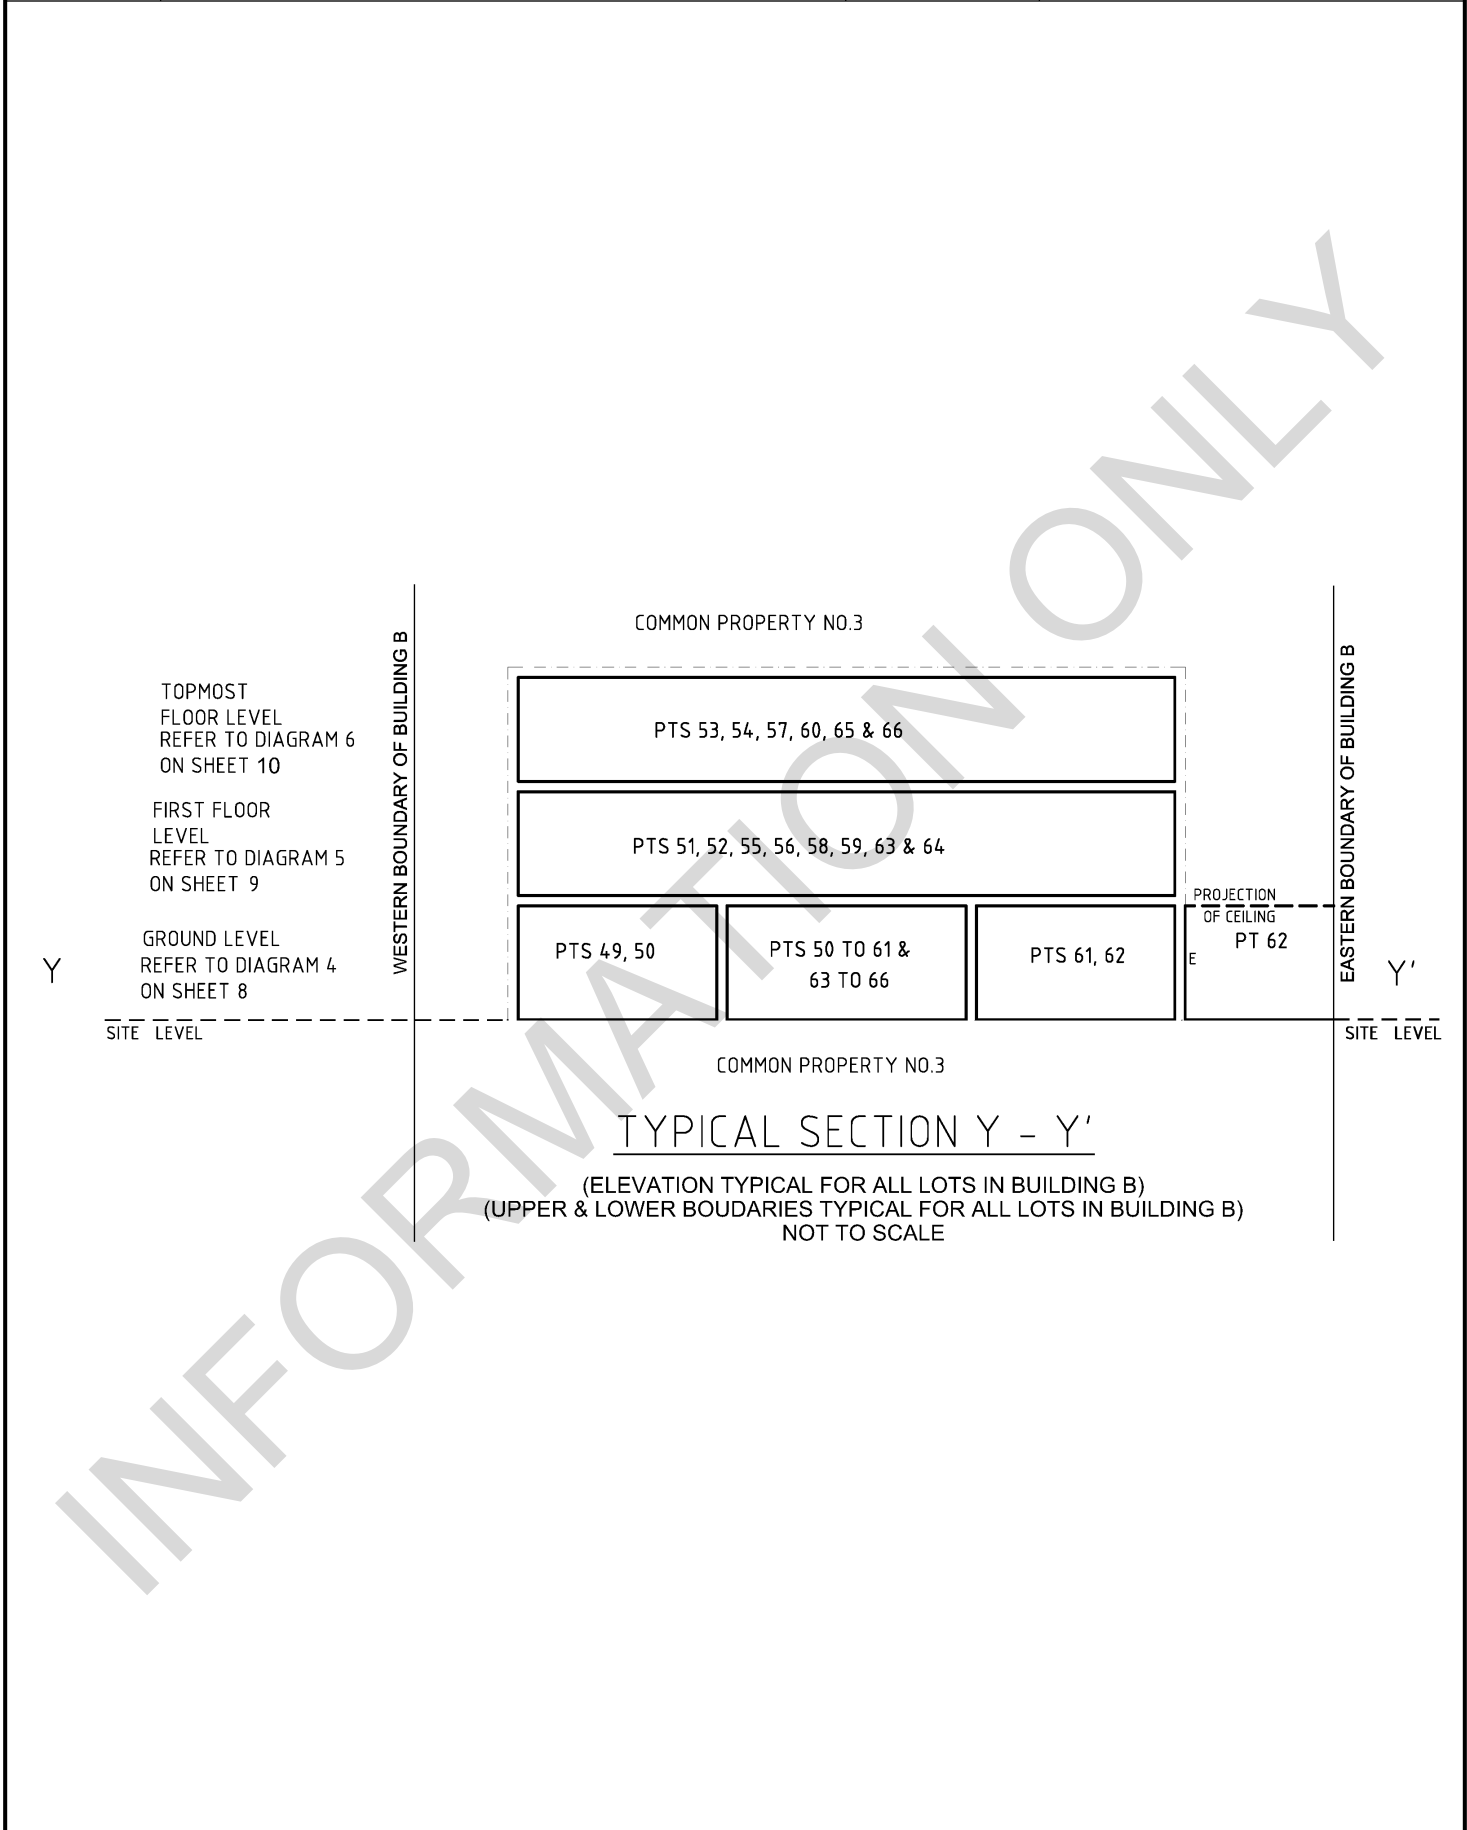 COMMON PROPERTY NO.3
WESTERN BOUNDARY OF BUILDING B
EASTERN BOUNDARY OF BUILDING B
TOPMOST
FLOOR LEVEL
REFER TO DIAGRAM 6
ON SHEET 10
PTS 53, 54, 57, 60, 65 & 66
FIRST FLOOR
LEVEL
REFER TO DIAGRAM 5
ON SHEET 9
PTS 51, 52, 55, 56, 58, 59, 63 & 64
PROJECTION
OF CEILING
PT 62
E
GROUND LEVEL
REFER TO DIAGRAM 4
ON SHEET 8
PTS 49, 50
PTS 50 TO 61 &
63 TO 66
PTS 61, 62
Y
Y'
SITE LEVEL
SITE LEVEL
COMMON PROPERTY NO.3
TYPICAL SECTION Y - Y'
(ELEVATION TYPICAL FOR ALL LOTS IN BUILDING B)
(UPPER & LOWER BOUDARIES TYPICAL FOR ALL LOTS IN BUILDING B)
NOT TO SCALE
INFORMATION ONLY